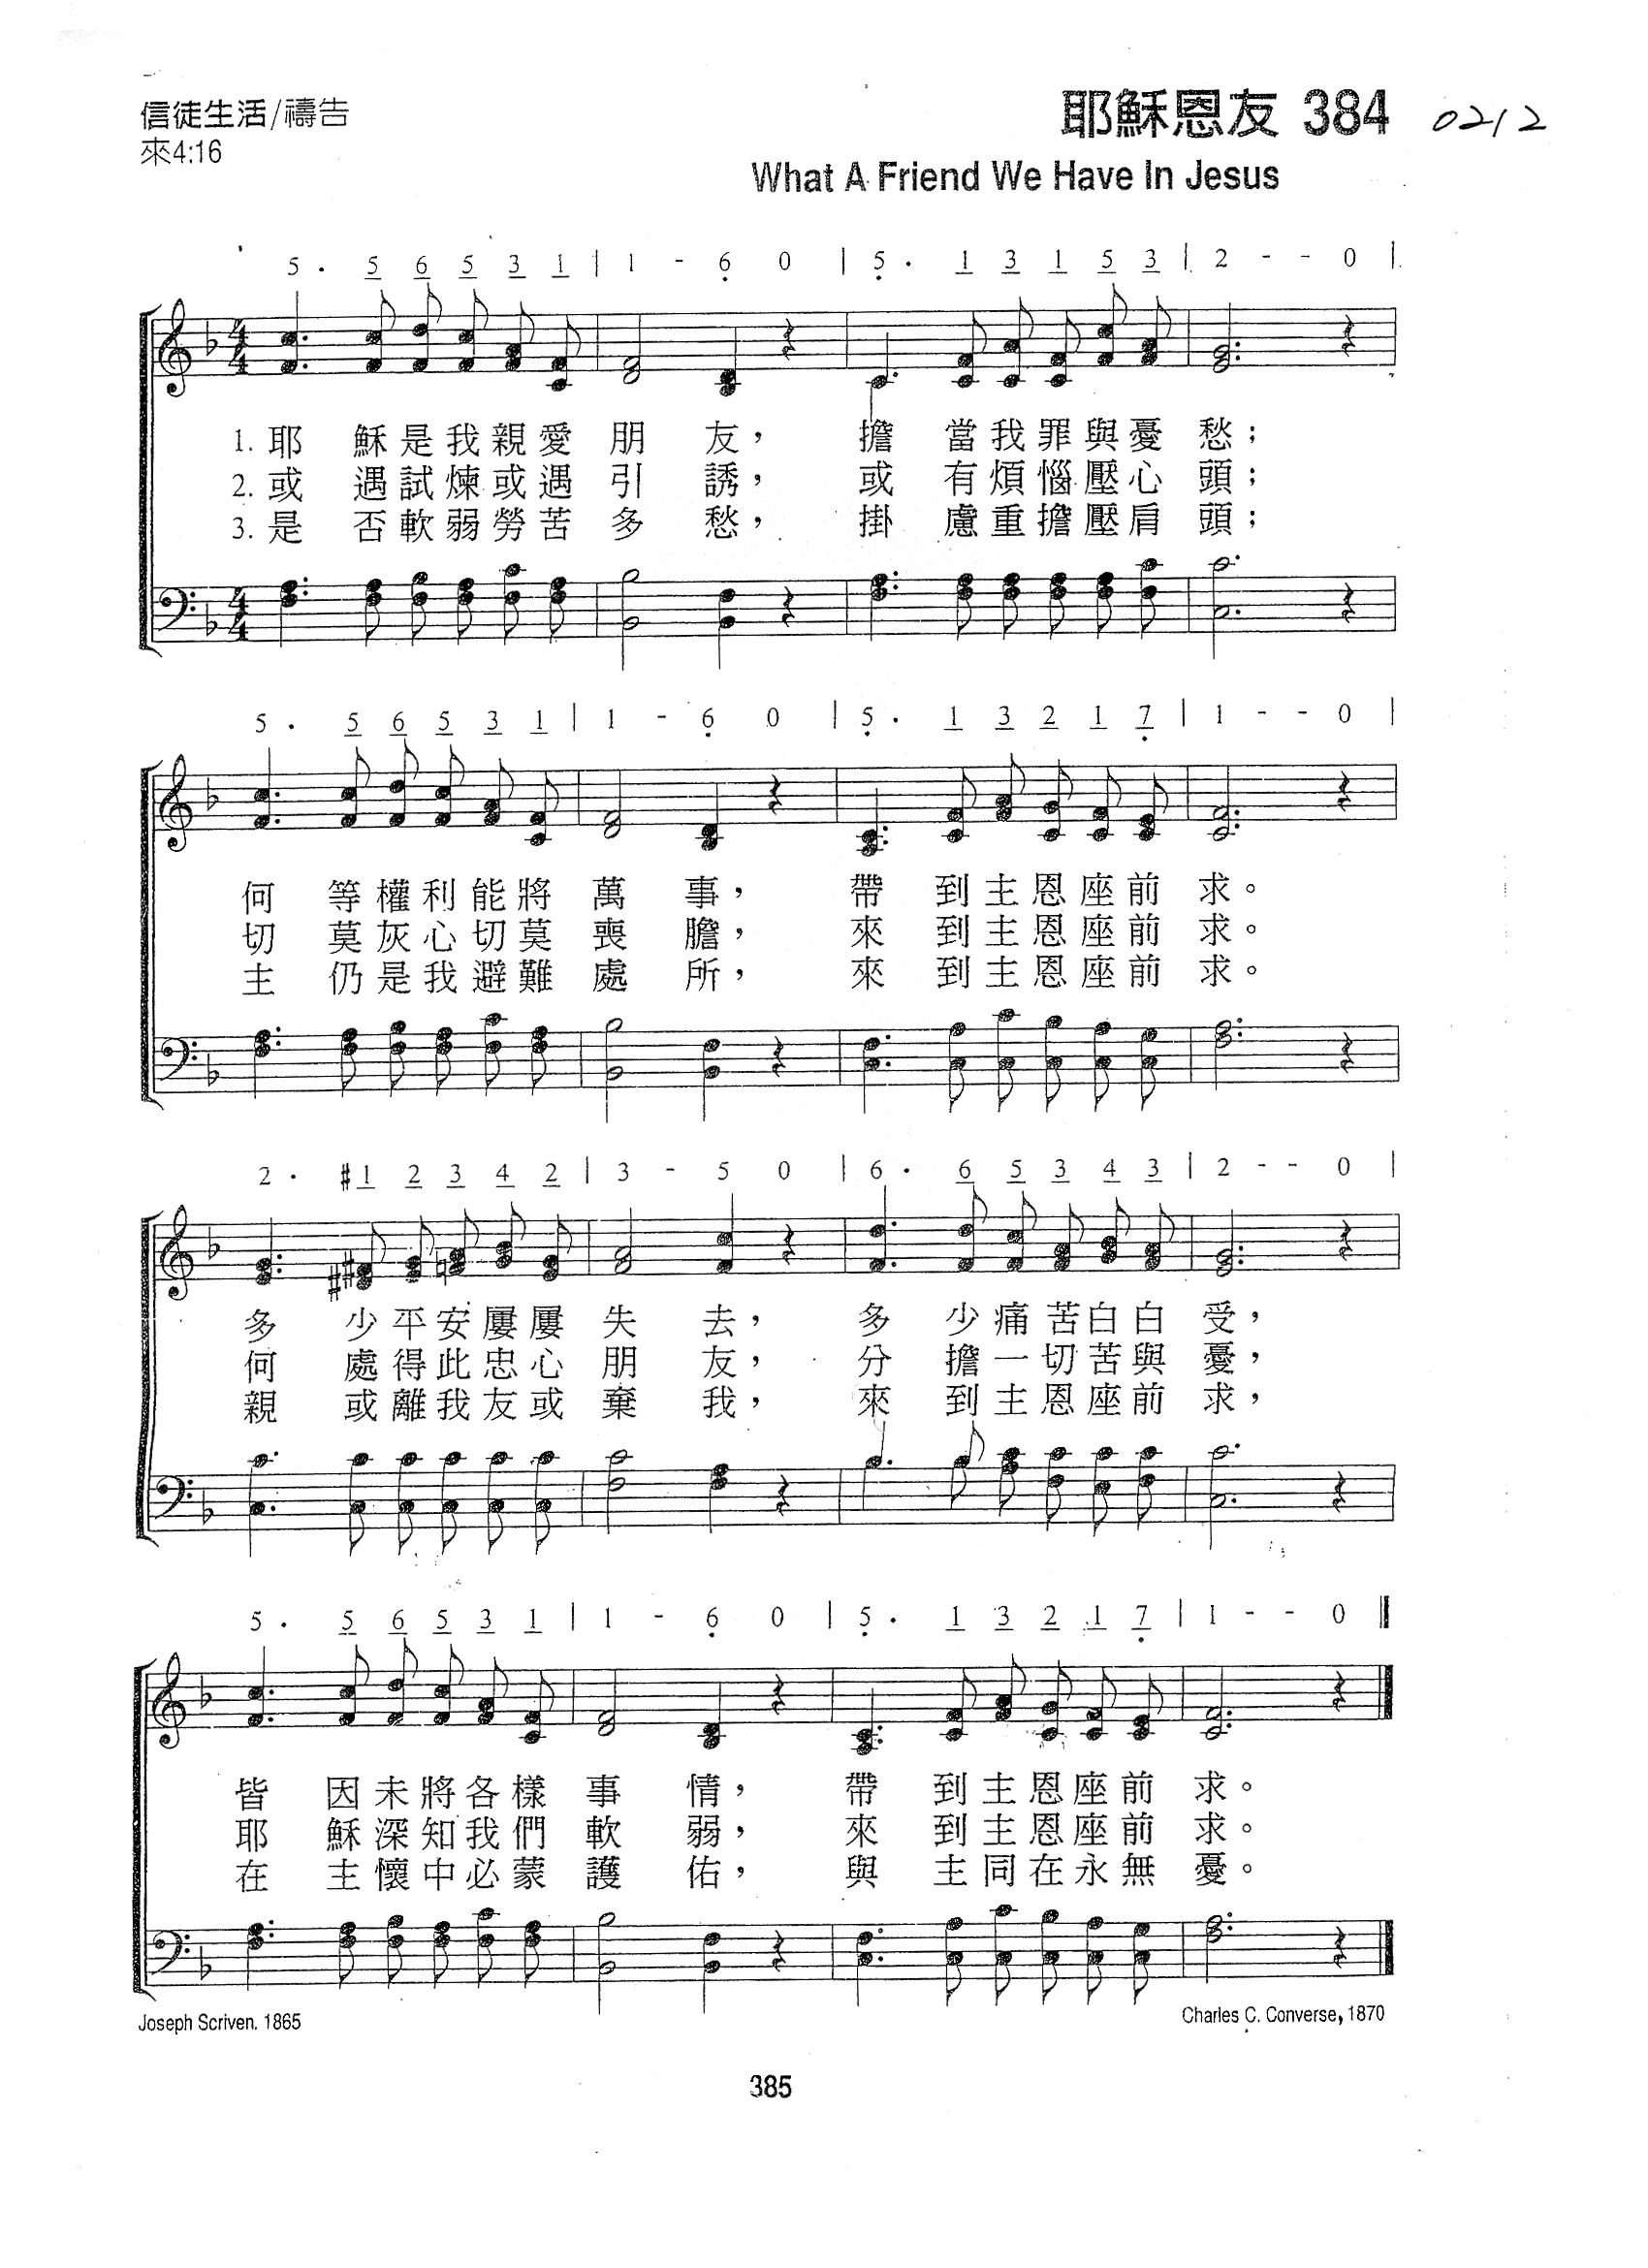 信徒生活/禱告
來4:16
耶穌恩友 384 0212
What A Friend We Have In Jesus
5 . 5 6 5 3 1 | 1 - 6̣ 0 | 5̣ . 1 3 1 5 3 | 2 - - 0 |
1. 耶穌是我親愛朋友，擔當我罪與憂愁；
2. 或遇試煉或遇引誘，或有煩惱壓心頭；
3. 是否軟弱勞苦多愁，掛慮重擔壓肩頭；
5 . 5 6 5 3 1 | 1 - 6̣ 0 | 5̣ . 1 3 2 1 7̣ | 1 - - 0 |
何等權利能將萬事，帶到主恩座前求。
切莫灰心切莫喪膽，來到主恩座前求。
主仍是我避難處所，來到主恩座前求。
2 . #1 2 3 4 2 | 3 - 5 0 | 6 . 6 5 3 4 3 | 2 - - 0 |
多少平安屢屢失去，多少痛苦白白受，
何處得此忠心朋友，分擔一切苦與憂，
親或離我友或棄我，來到主恩座前求，
5 . 5 6 5 3 1 | 1 - 6̣ 0 | 5̣ . 1 3 2 1 7̣ | 1 - - 0 ‖
皆因未將各樣事情，帶到主恩座前求。
耶穌深知我們軟弱，來到主恩座前求。
在主懷中必蒙護佑，與主同在永無憂。
Joseph Scriven. 1865
Charles C. Converse, 1870
385